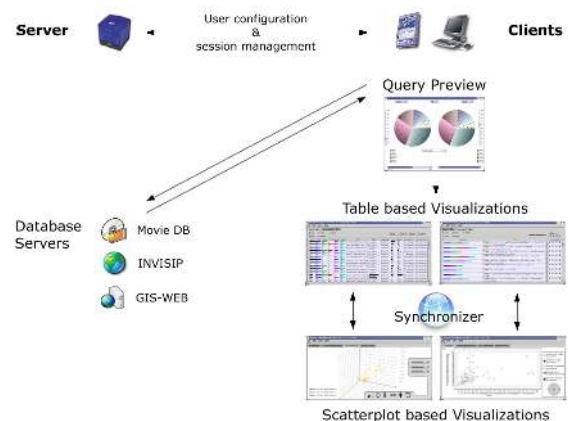 Server
User configuration
&
session management
Clients
Query Preview
Table based Visualizations
Database
Servers
Movie DB
INVISIP
GIS-WEB
Synchronizer
Scatterplot based Visualizations